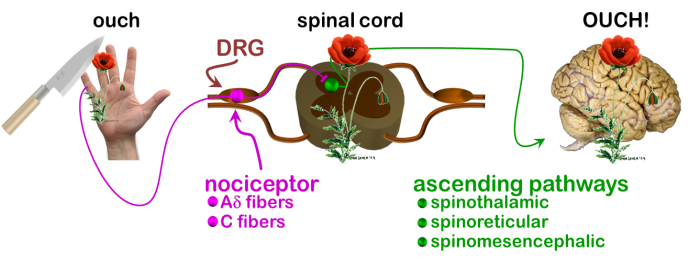 ouch
spinal cord
OUCH!
DRG
nociceptor
Aδ fibers
C fibers
ascending pathways
spinothalamic
spinoreticular
spinomesencephalic